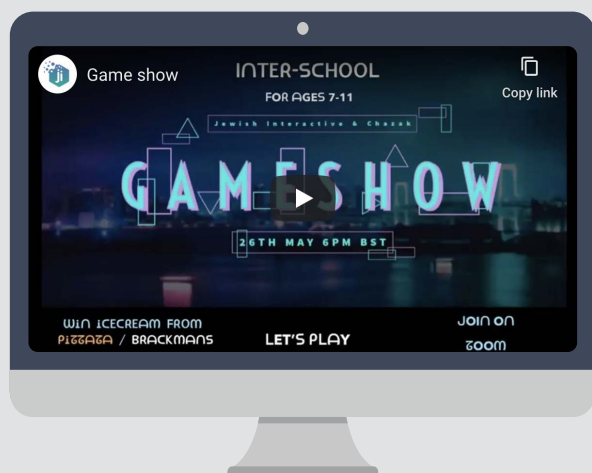 ji
Game show
INTER-SCHOOL
Copy link
FOR AGES 7-11
Jewish Interactive & Chazak
GAMESHOW
26TH MAY 6PM BST
WIN ICECREAM FROM
PIZZAZA / BRACKMANS
LET'S PLAY
JOIN ON
ZOOM